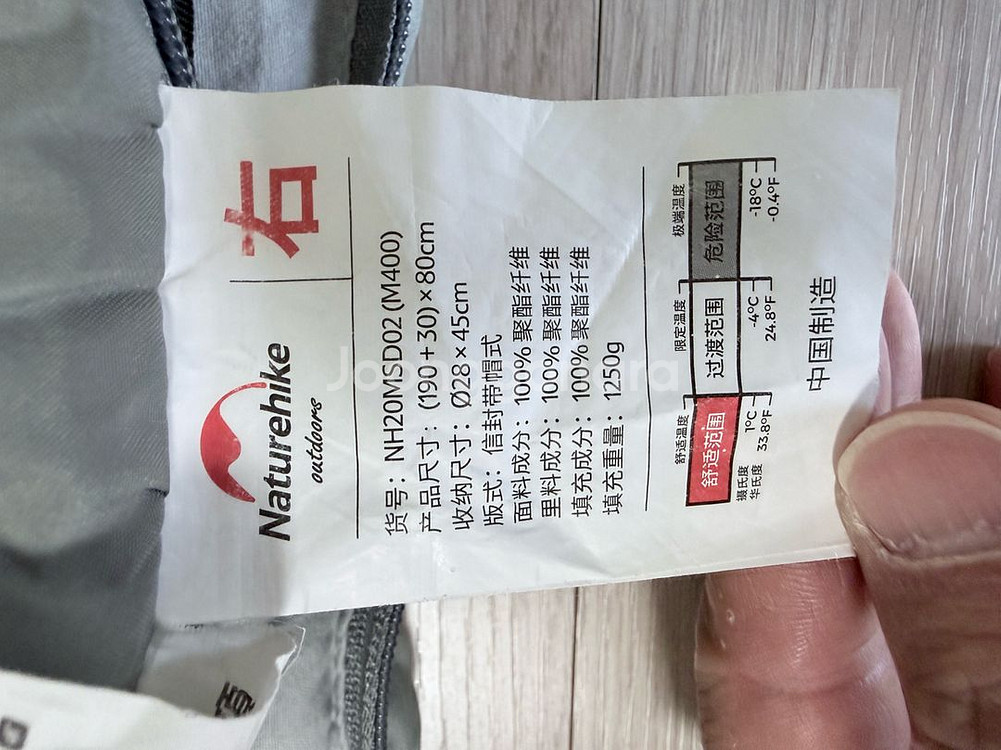 Naturehike
outdoors
右
货号：NH20MSD02 (M400)
产品尺寸：(190+30)×80cm
收纳尺寸：Ø28×45cm
版式：信封带帽式
面料成分：100% 聚酯纤维
里料成分：100% 聚酯纤维
填充成分：100% 聚酯纤维
填充重量：1250g
舒适温度 限定温度 极端温度
舒适范围 过渡范围 危险范围
摄氏度 1°C -4°C -18°C
华氏度 33.8°F 24.8°F -0.4°F
中国制造